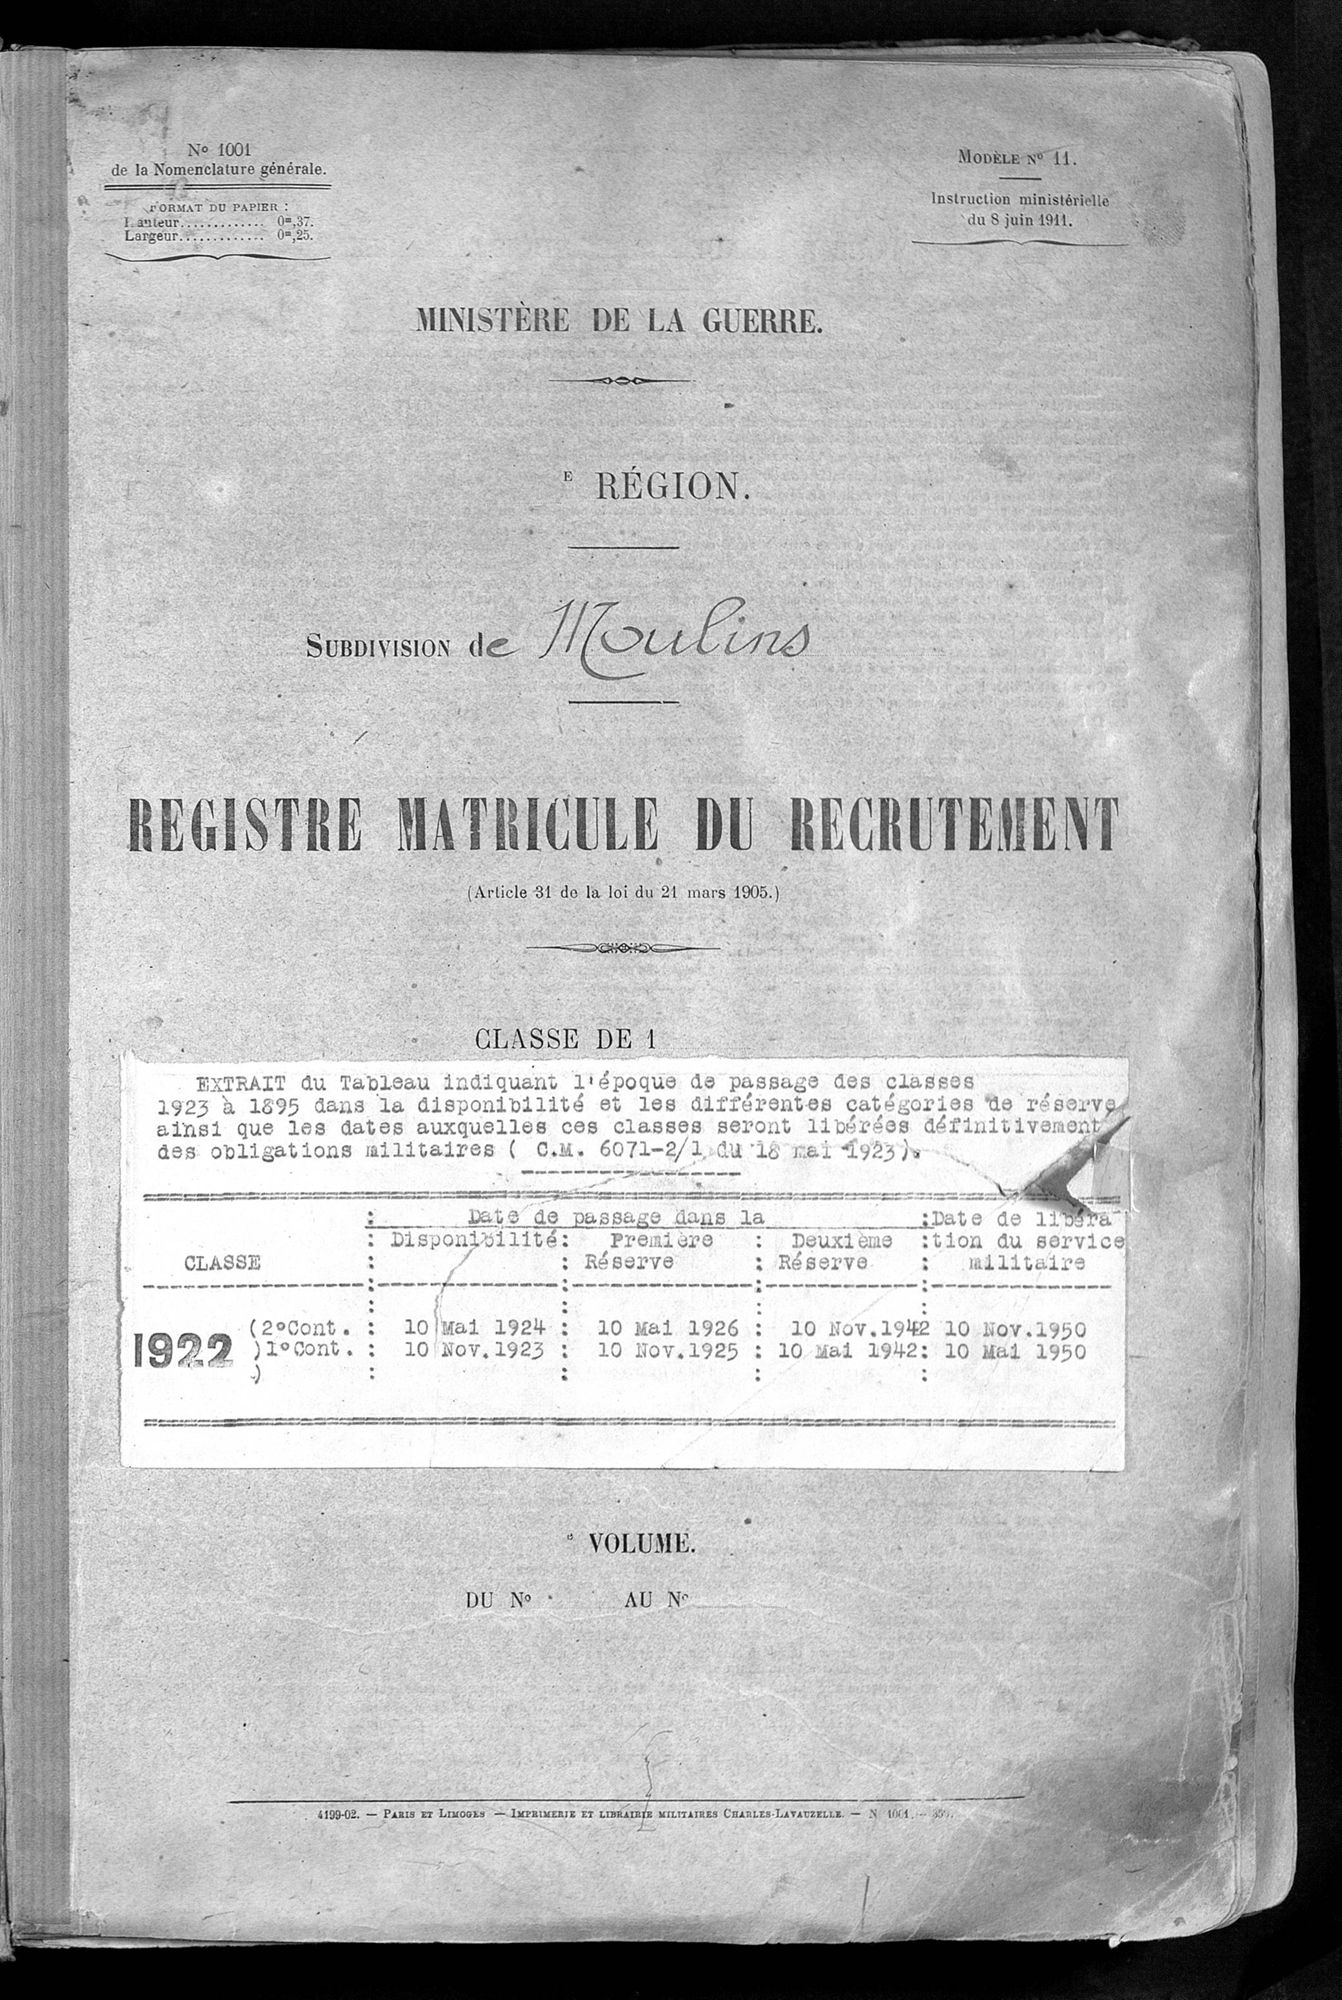 No 1001
de la Nomenclature générale.
FORMAT DU PAPIER :
Hauteur............. 0m,37.
Largeur............. 0m,25.
MODÈLE No 11.
Instruction ministérielle
du 8 juin 1911.
MINISTÈRE DE LA GUERRE.
E RÉGION.
SUBDIVISION de Moulins
REGISTRE MATRICULE DU RECRUTEMENT
(Article 31 de la loi du 21 mars 1905.)
CLASSE DE 1
EXTRAIT du Tableau indiquant l'époque de passage des classes
1923 à 1895 dans la disponibilité et les différentes catégories de réserve
ainsi que les dates auxquelles ces classes seront libérées définitivement
des obligations militaires ( C.M. 6071-2/1 du 18 mai 1923).
: Date de passage dans la :Date de libéra
: Disponibilité: Première : Deuxième :tion du service
CLASSE : : Réserve : Réserve : militaire
(2°Cont. : 10 Mai 1924 : 10 Mai 1926 : 10 Nov.1942 10 Nov.1950
1922 )1°Cont. : 10 Nov.1923 : 10 Nov.1925 : 10 Mai 1942: 10 Mai 1950
)
E VOLUME.
DU No AU No
4199-02. — PARIS ET LIMOGES — IMPRIMERIE ET LIBRAIRIE MILITAIRES CHARLES-LAVAUZELLE. — N 1001.